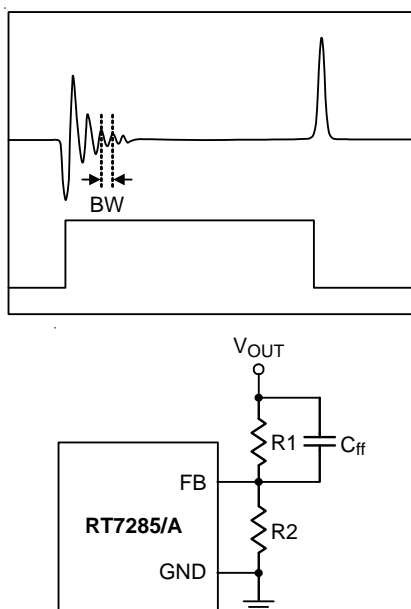 BW
VOUT
R1
Cff
FB
RT7285/A
R2
GND